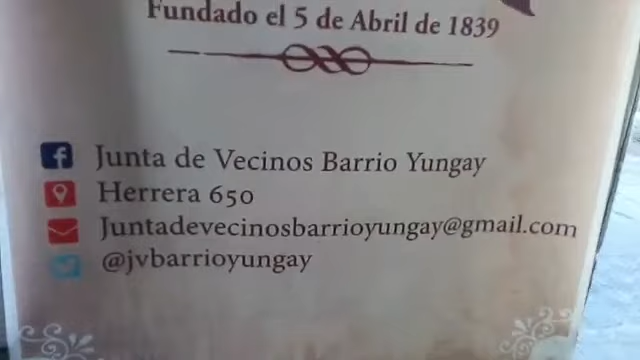 Fundado el 5 de Abril de 1839
Junta de Vecinos Barrio Yungay
Herrera 650
Juntadevecinosbarrioyungay@gmail.com
@jvbarrioyungay